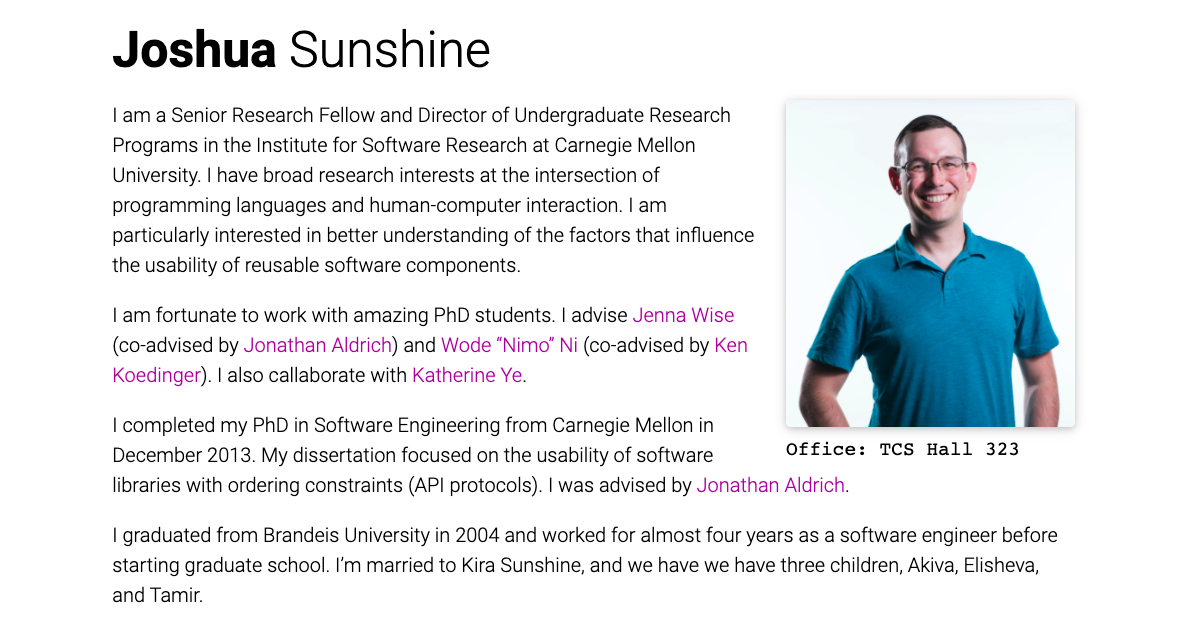 Joshua Sunshine
I am a Senior Research Fellow and Director of Undergraduate Research
Programs in the Institute for Software Research at Carnegie Mellon
University. I have broad research interests at the intersection of
programming languages and human-computer interaction. I am
particularly interested in better understanding of the factors that influence
the usability of reusable software components.
I am fortunate to work with amazing PhD students. I advise Jenna Wise
(co-advised by Jonathan Aldrich) and Wode “Nimo” Ni (co-advised by Ken
Koedinger). I also callaborate with Katherine Ye.
I completed my PhD in Software Engineering from Carnegie Mellon in
December 2013. My dissertation focused on the usability of software
libraries with ordering constraints (API protocols). I was advised by Jonathan Aldrich.
Office: TCS Hall 323
I graduated from Brandeis University in 2004 and worked for almost four years as a software engineer before
starting graduate school. I’m married to Kira Sunshine, and we have we have three children, Akiva, Elisheva,
and Tamir.